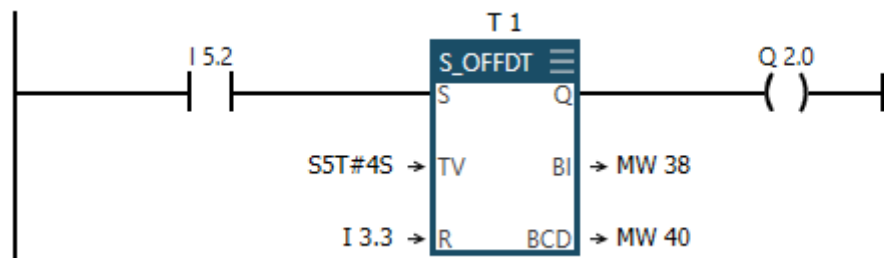 T 1
I 5.2
S_OFFDT
Q 2.0
S
Q
S5T#4S
TV
BI
MW 38
I 3.3
R
BCD
MW 40